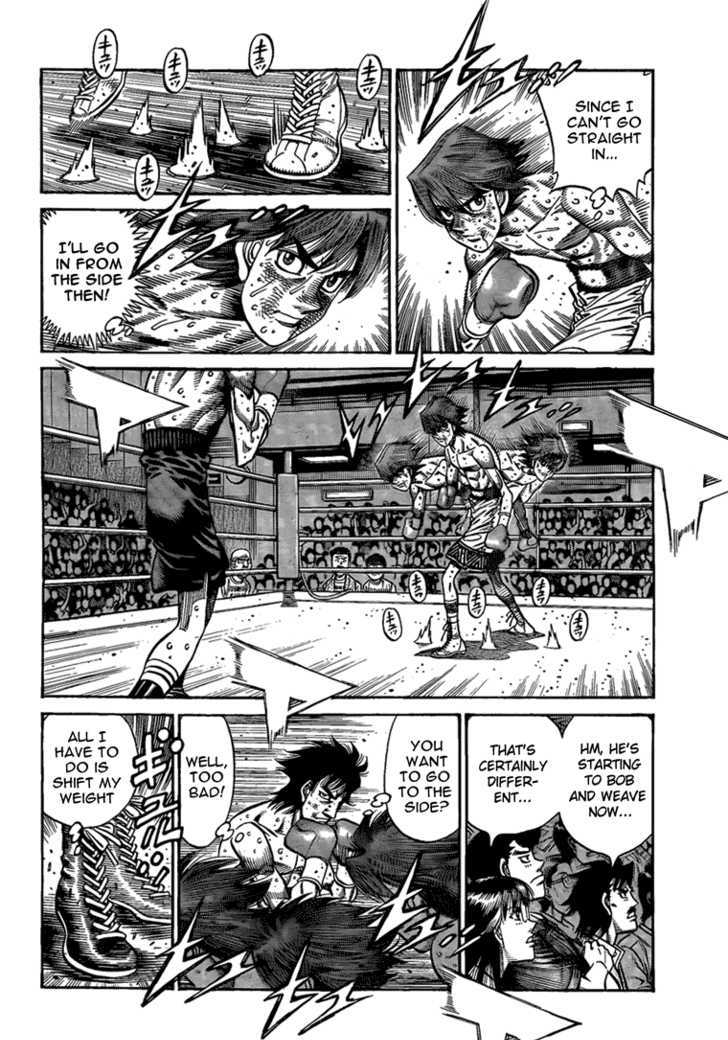 SINCE I
CAN'T GO
STRAIGHT
IN...
I'LL GO
IN FROM
THE SIDE
THEN!
HM, HE'S
STARTING
TO BOB
AND WEAVE
NOW...
THAT'S
CERTAINLY
DIFFER-
ENT...
YOU
WANT
TO GO
TO THE
SIDE?
WELL,
TOO
BAD!
ALL I
HAVE TO
DO IS
SHIFT MY
WEIGHT